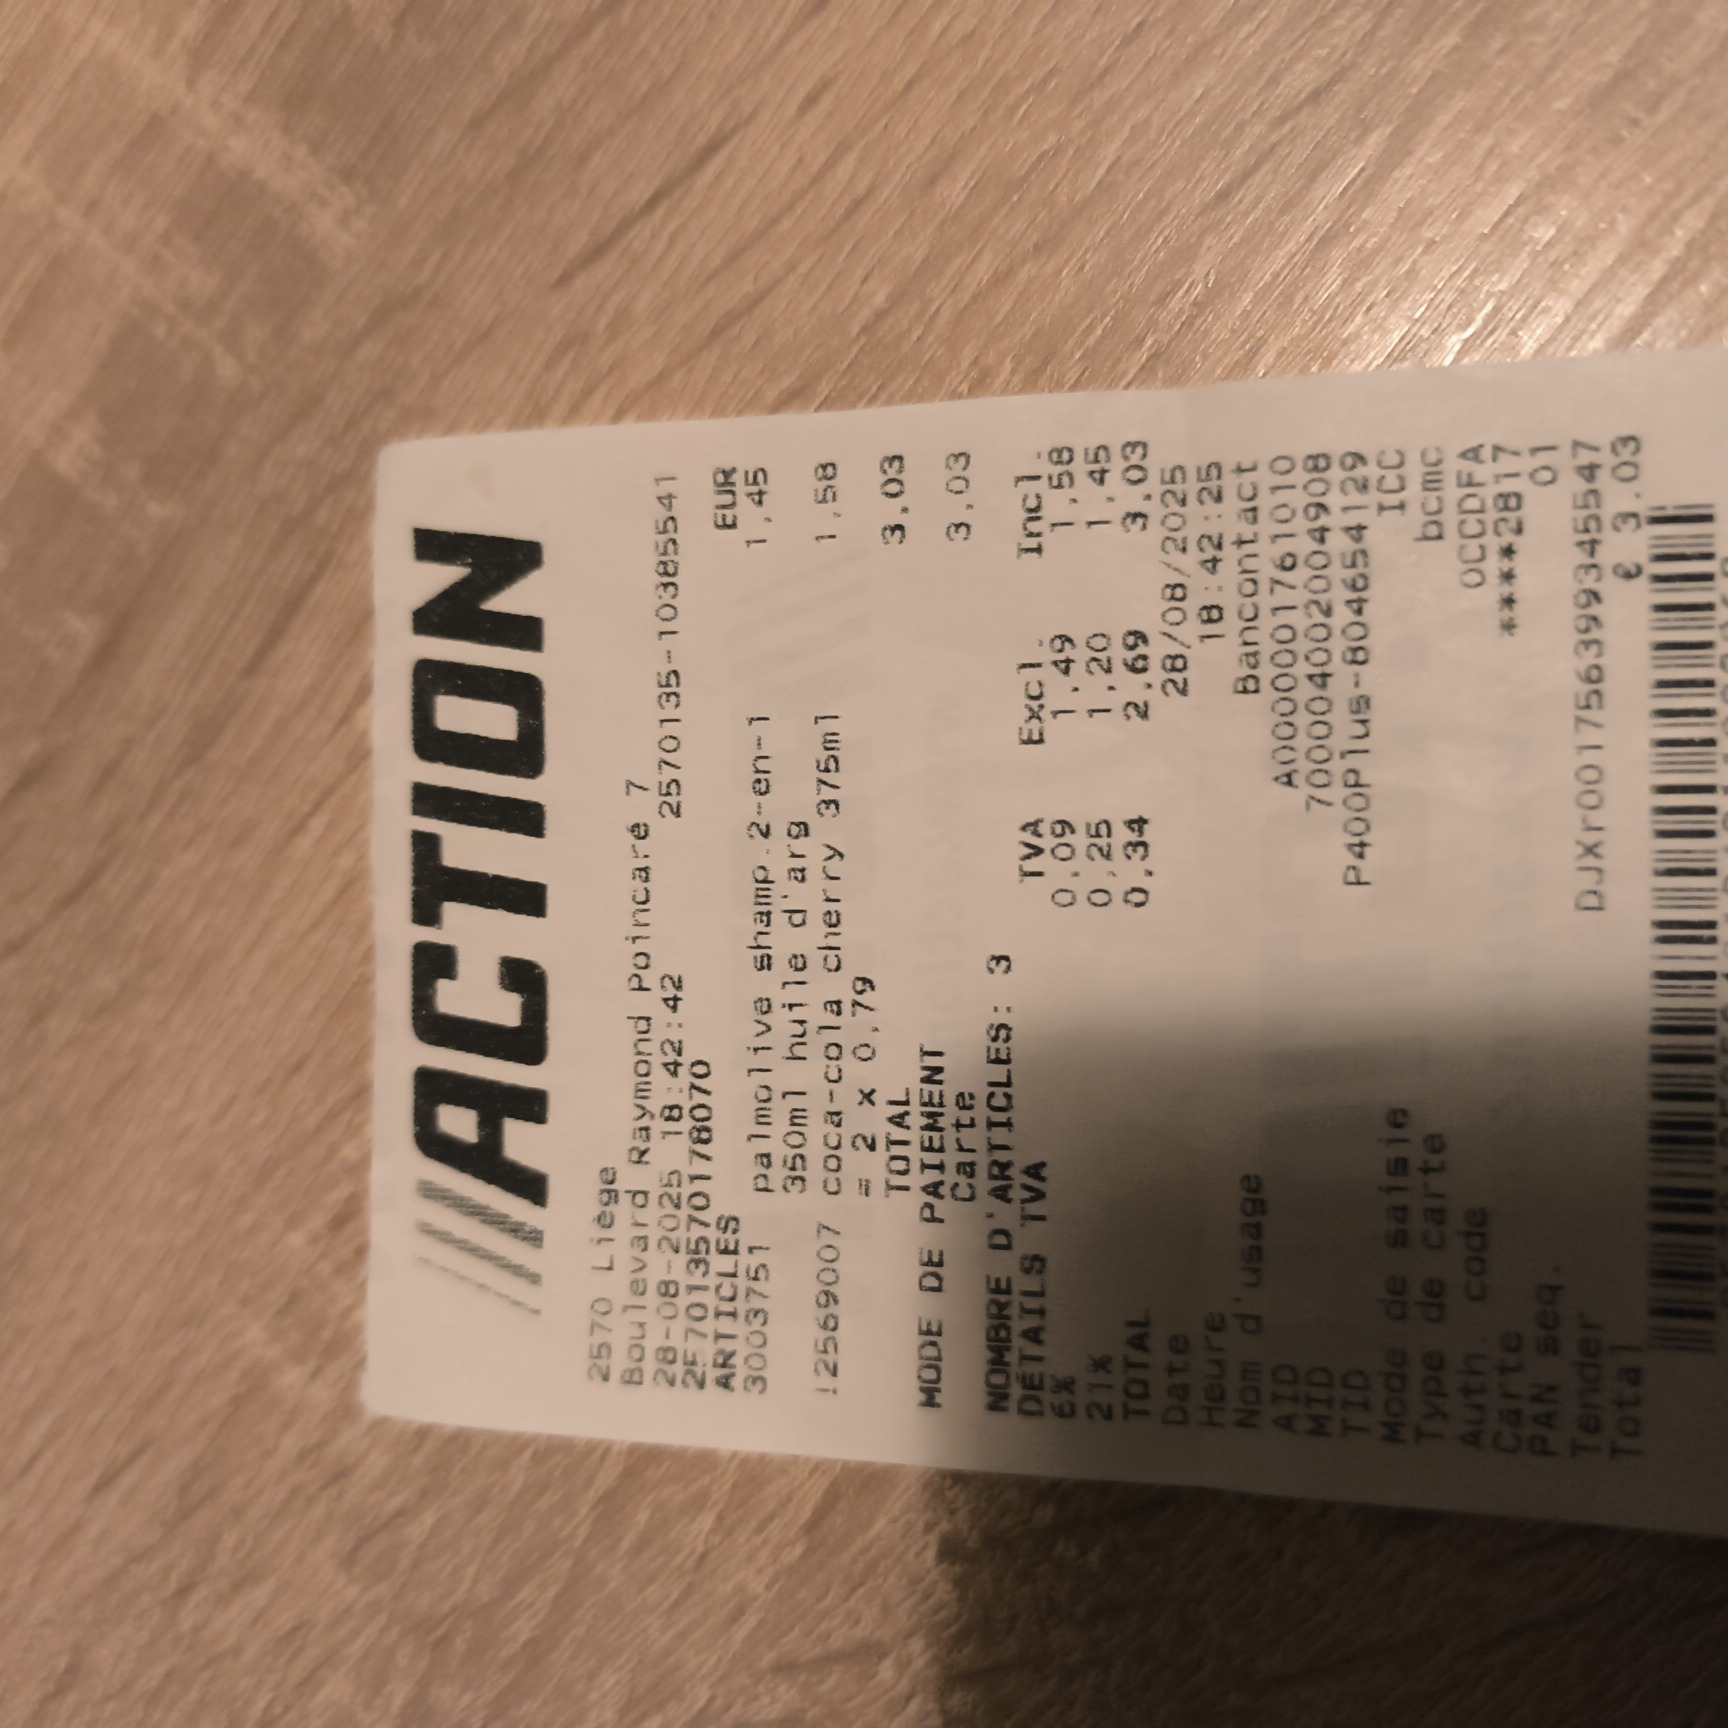 ACTION
2570 Liège
Boulevard Raymond Poincaré 7
28-08-2025 18:42:42 2570135-10385541
2570135701178070
ARTICLES EUR
3003751 palmolive shamp.2-en-1 1,45
350ml huile d'arg
!2569007 coca-cola cherry 375ml 1,58
= 2 x 0,79
TOTAL 3,03
MODE DE PAIEMENT
Carte 3,03
NOMBRE D'ARTICLES: 3
DÉTAILS TVA TVA Excl. Incl.
6% 0,09 1,49 1,58
21% 0,25 1,20 1,45
TOTAL 0,34 2,69 3,03
Date 28/08/2025
Heure 18:42:25
Nom d'usage Bancontact
AID A0000001761010
MID 70004002004908
TID P400Plus-804654129
Mode de saisie ICC
Type de carte bcmc
Auth. code OCCDFA
Carte ****2817
PAN seq. 01
Tender DJXr001756399345547
Total € 3.03